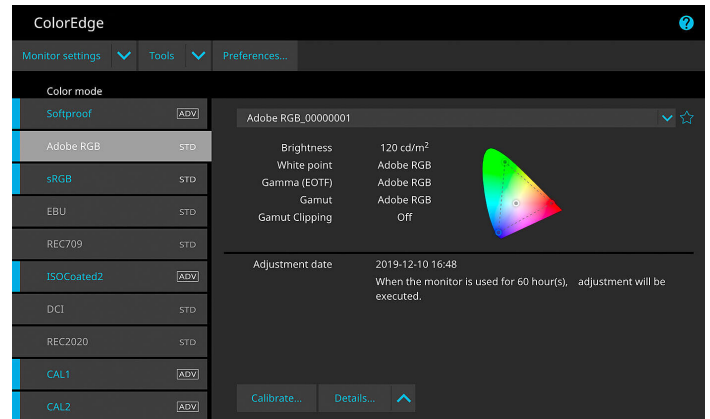 ColorEdge
?
Monitor settings Tools Preferences...
Color mode
Softproof ADV
Adobe RGB STD
sRGB STD
EBU STD
REC709 STD
ISOCoated2 ADV
DCI STD
REC2020 STD
CAL1 ADV
CAL2 ADV
Adobe RGB_00000001
Brightness 120 cd/m²
White point Adobe RGB
Gamma (EOTF) Adobe RGB
Gamut Adobe RGB
Gamut Clipping Off
Adjustment date 2019-12-10 16:48
When the monitor is used for 60 hour(s), adjustment will be
executed.
Calibrate... Details...